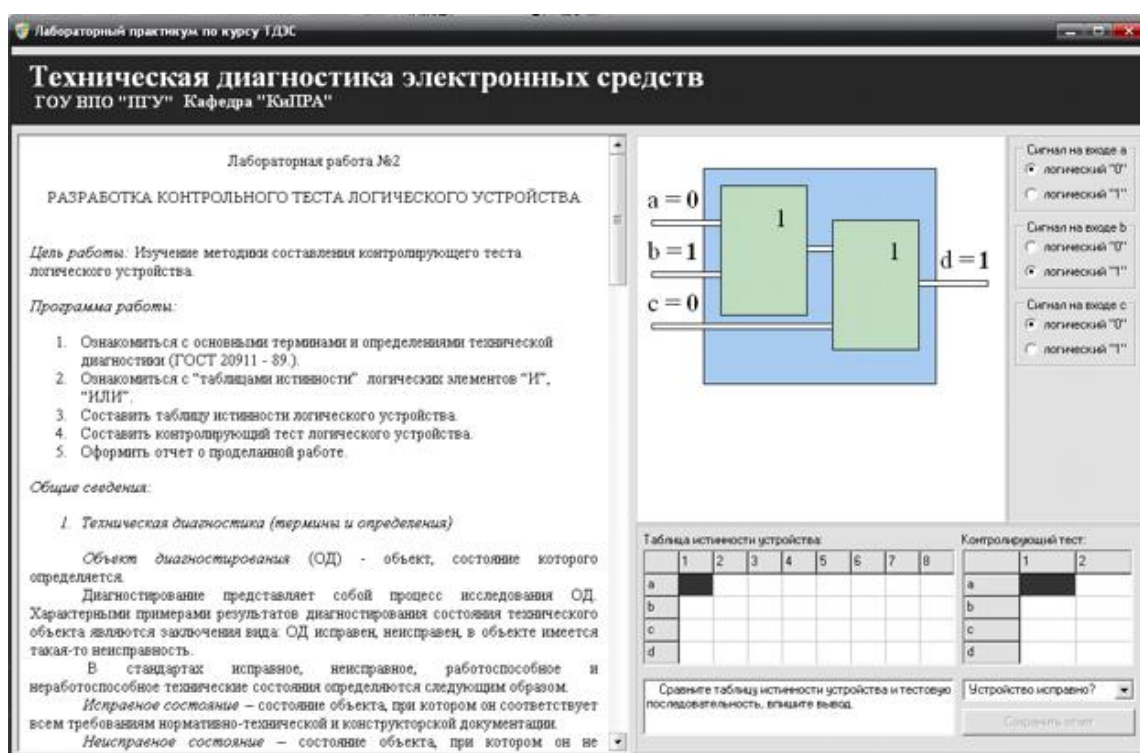 Лабораторный практикум по курсу ТДЭС
Техническая диагностика электронных средств
ГОУ ВПО "ПГУ" Кафедра "КиПРА"
Лабораторная работа №2
РАЗРАБОТКА КОНТРОЛЬНОГО ТЕСТА ЛОГИЧЕСКОГО УСТРОЙСТВА
Цель работы: Изучение методики составления контролирующего теста
логического устройства.
Программа работы:
1. Ознакомиться с основными терминами и определениями технической
диагностики (ГОСТ 20911 - 89.).
2. Ознакомиться с "таблицами истинности" логических элементов "И",
"ИЛИ".
3. Составить таблицу истинности логического устройства.
4. Составить контролирующий тест логического устройства.
5. Оформить отчет о проделанной работе.
Общие сведения:
1. Техническая диагностика (термины и определения)
Объект диагностирования (ОД) - объект, состояние которого
определяется.
Диагностирование представляет собой процесс исследования ОД.
Характерными примерами результатов диагностирования состояния технического
объекта являются заключения вида: ОД исправен, неисправен, в объекте имеется
такая-то неисправность.
В стандартах исправное, неисправное, работоспособное и
неработоспособное технические состояния определяются следующим образом.
Исправное состояние – состояние объекта, при котором он соответствует
всем требованиям нормативно-технической и конструкторской документации.
Неисправное состояние – состояние объекта, при котором он не
a = 0
b = 1
c = 0
1
1
d = 1
Сигнал на входе a
логический "0"
логический "1"
Сигнал на входе b
логический "0"
логический "1"
Сигнал на входе c
логический "0"
логический "1"
Таблица истинности устройства:
1 2 3 4 5 6 7 8
a
b
c
d
Контролирующий тест:
1 2
a
b
c
d
Сравните таблицу истинности устройства и тестовую
последовательность, впишите вывод.
Устройство исправно?
Сохранить отчет